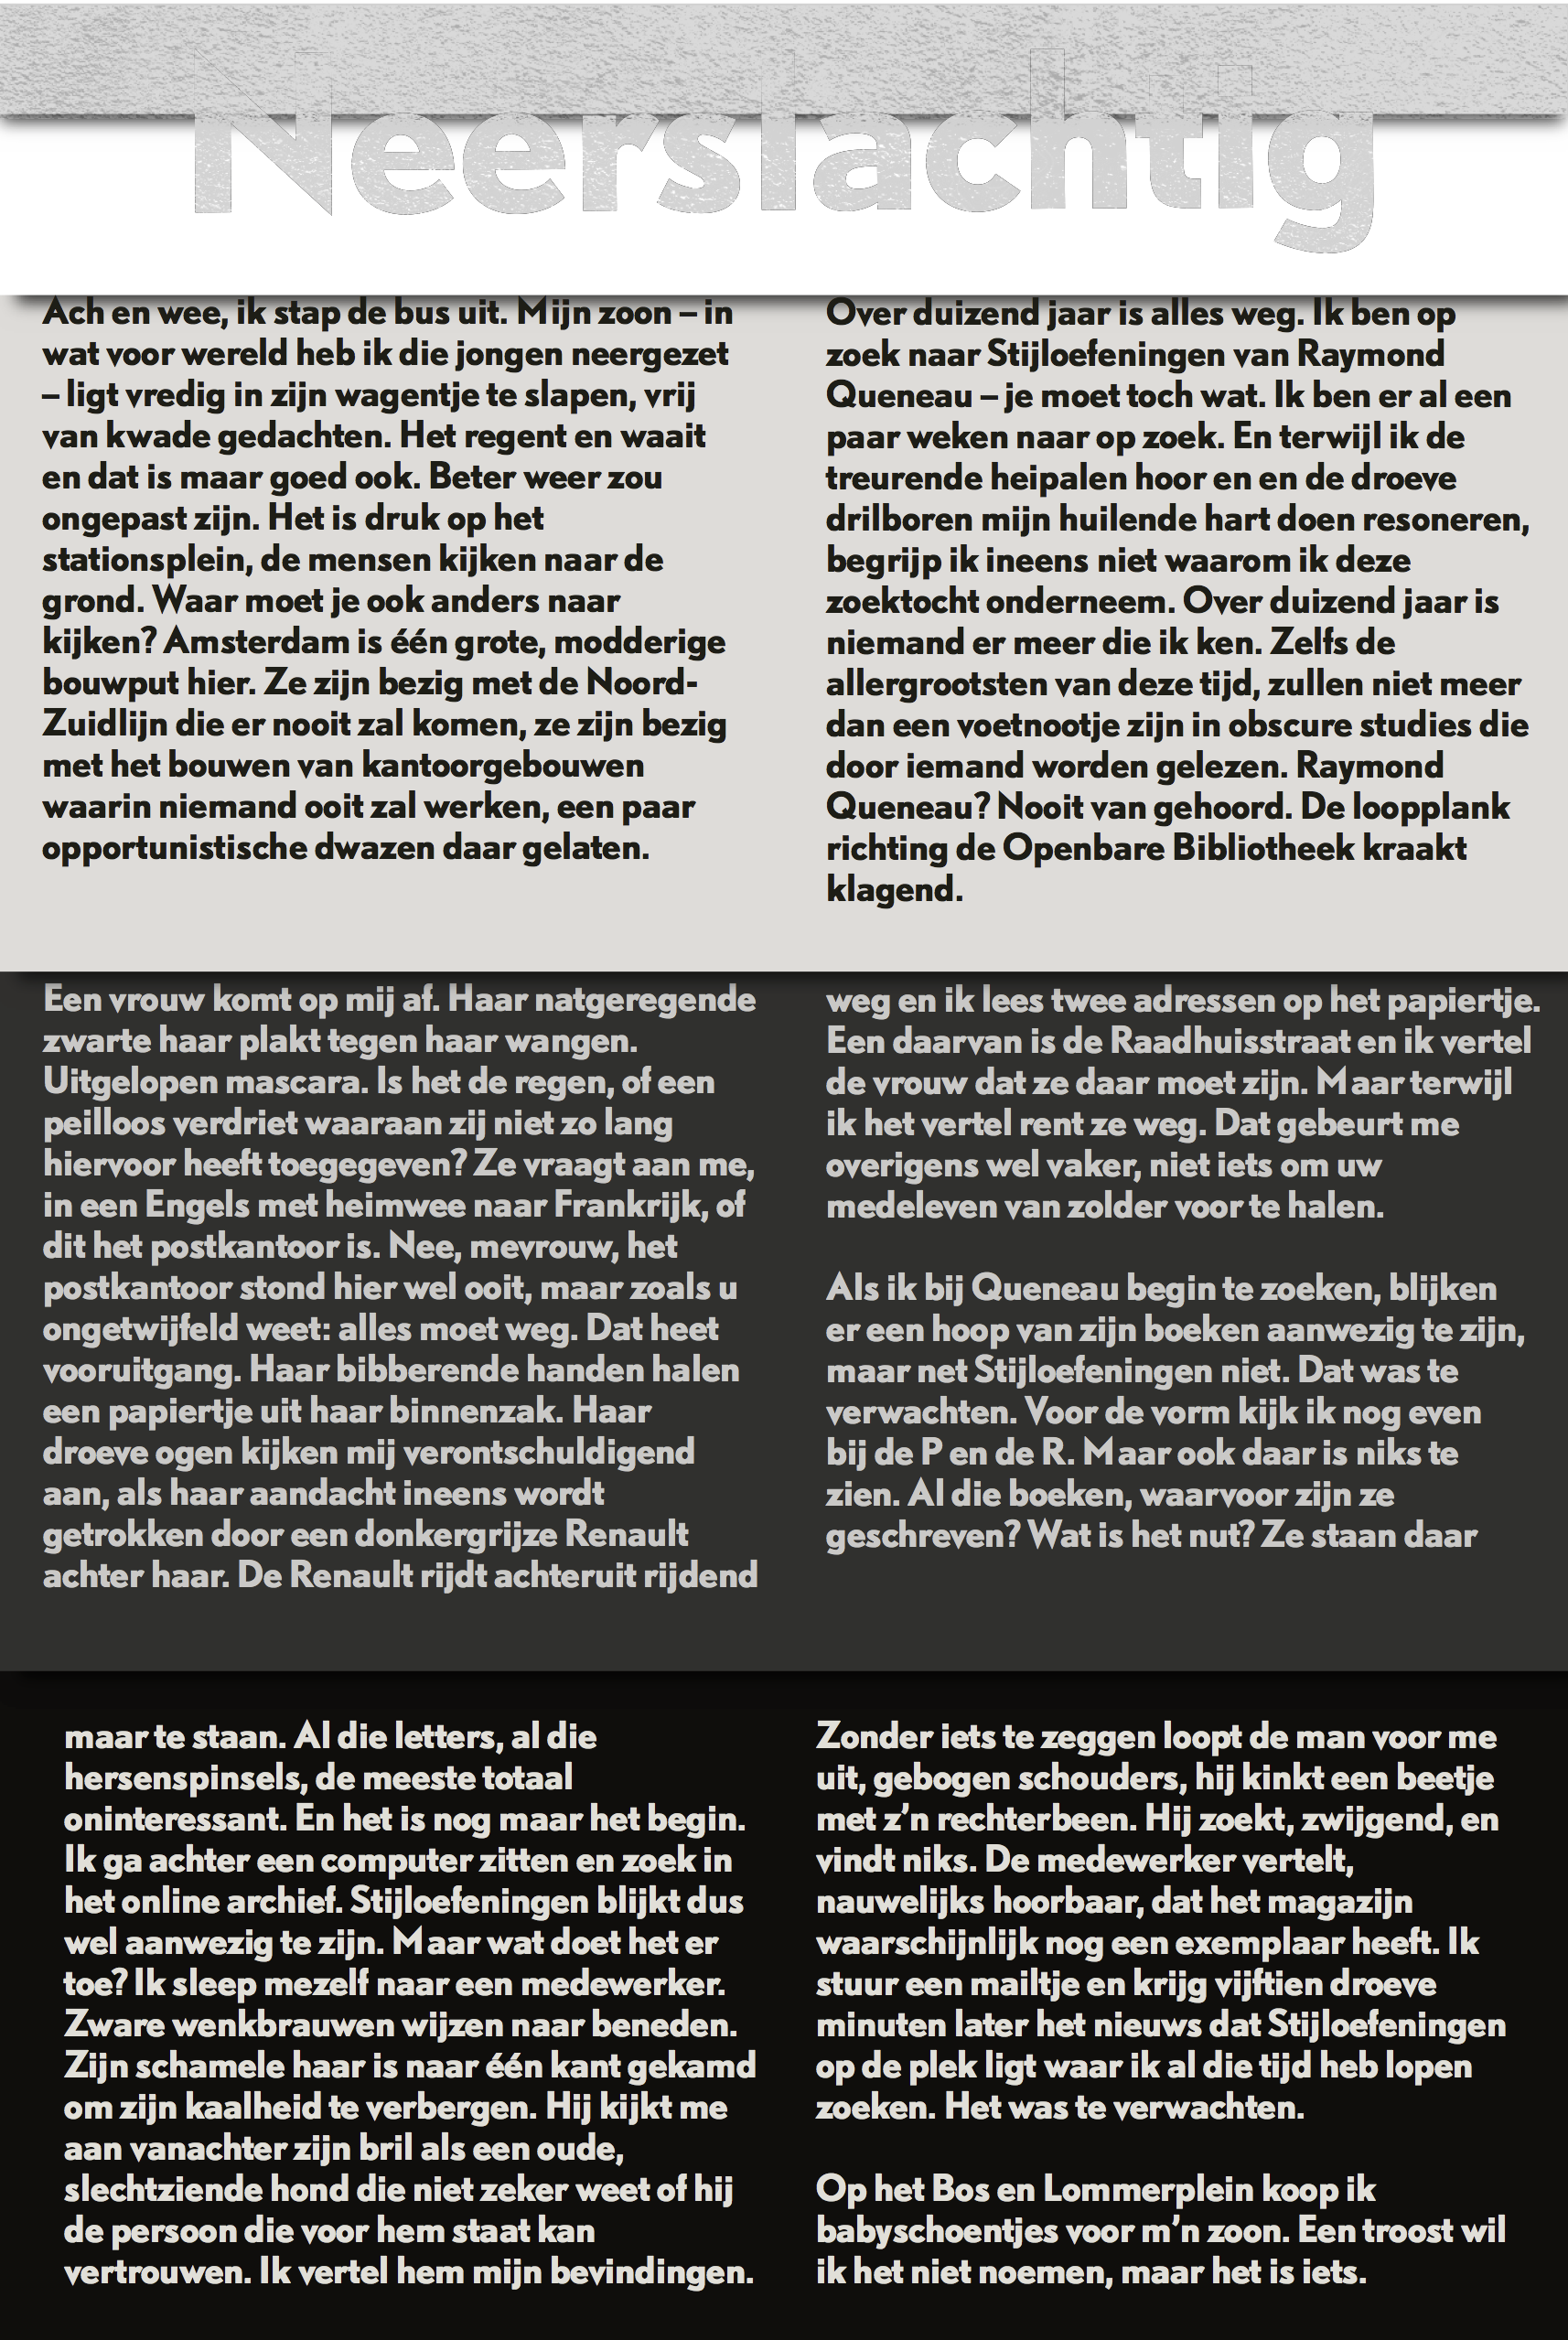 Neerslachtig
Ach en wee, ik stap de bus uit. Mijn zoon – in
wat voor wereld heb ik die jongen neergezet
– ligt vredig in zijn wagentje te slapen, vrij
van kwade gedachten. Het regent en waait
en dat is maar goed ook. Beter weer zou
ongepast zijn. Het is druk op het
stationsplein, de mensen kijken naar de
grond. Waar moet je ook anders naar
kijken? Amsterdam is één grote, modderige
bouwput hier. Ze zijn bezig met de Noord-
Zuidlijn die er nooit zal komen, ze zijn bezig
met het bouwen van kantoorgebouwen
waarin niemand ooit zal werken, een paar
opportunistische dwazen daar gelaten.
Over duizend jaar is alles weg. Ik ben op
zoek naar Stijloefeningen van Raymond
Queneau – je moet toch wat. Ik ben er al een
paar weken naar op zoek. En terwijl ik de
treurende heipalen hoor en en de droeve
drilboren mijn huilende hart doen resoneren,
begrijp ik ineens niet waarom ik deze
zoektocht onderneem. Over duizend jaar is
niemand er meer die ik ken. Zelfs de
allergrootsten van deze tijd, zullen niet meer
dan een voetnootje zijn in obscure studies die
door iemand worden gelezen. Raymond
Queneau? Nooit van gehoord. De loopplank
richting de Openbare Bibliotheek kraakt
klagend.
Een vrouw komt op mij af. Haar natgeregende
zwarte haar plakt tegen haar wangen.
Uitgelopen mascara. Is het de regen, of een
peilloos verdriet waaraan zij niet zo lang
hiervoor heeft toegegeven? Ze vraagt aan me,
in een Engels met heimwee naar Frankrijk, of
dit het postkantoor is. Nee, mevrouw, het
postkantoor stond hier wel ooit, maar zoals u
ongetwijfeld weet: alles moet weg. Dat heet
vooruitgang. Haar bibberende handen halen
een papiertje uit haar binnenzak. Haar
droeve ogen kijken mij verontschuldigend
aan, als haar aandacht ineens wordt
getrokken door een donkergrijze Renault
achter haar. De Renault rijdt achteruit rijdend
weg en ik lees twee adressen op het papiertje.
Een daarvan is de Raadhuisstraat en ik vertel
de vrouw dat ze daar moet zijn. Maar terwijl
ik het vertel rent ze weg. Dat gebeurt me
overigens wel vaker, niet iets om uw
medeleven van zolder voor te halen.
Als ik bij Queneau begin te zoeken, blijken
er een hoop van zijn boeken aanwezig te zijn,
maar net Stijloefeningen niet. Dat was te
verwachten. Voor de vorm kijk ik nog even
bij de P en de R. Maar ook daar is niks te
zien. Al die boeken, waarvoor zijn ze
geschreven? Wat is het nut? Ze staan daar
maar te staan. Al die letters, al die
hersenspinsels, de meeste totaal
oninteressant. En het is nog maar het begin.
Ik ga achter een computer zitten en zoek in
het online archief. Stijloefeningen blijkt dus
wel aanwezig te zijn. Maar wat doet het er
toe? Ik sleep mezelf naar een medewerker.
Zware wenkbrauwen wijzen naar beneden.
Zijn schamele haar is naar één kant gekamd
om zijn kaalheid te verbergen. Hij kijkt me
aan vanachter zijn bril als een oude,
slechtziende hond die niet zeker weet of hij
de persoon die voor hem staat kan
vertrouwen. Ik vertel hem mijn bevindingen.
Zonder iets te zeggen loopt de man voor me
uit, gebogen schouders, hij kinkt een beetje
met z’n rechterbeen. Hij zoekt, zwijgend, en
vindt niks. De medewerker vertelt,
nauwelijks hoorbaar, dat het magazijn
waarschijnlijk nog een exemplaar heeft. Ik
stuur een mailtje en krijg vijftien droeve
minuten later het nieuws dat Stijloefeningen
op de plek ligt waar ik al die tijd heb lopen
zoeken. Het was te verwachten.
Op het Bos en Lommerplein koop ik
babyschoentjes voor m’n zoon. Een troost wil
ik het niet noemen, maar het is iets.